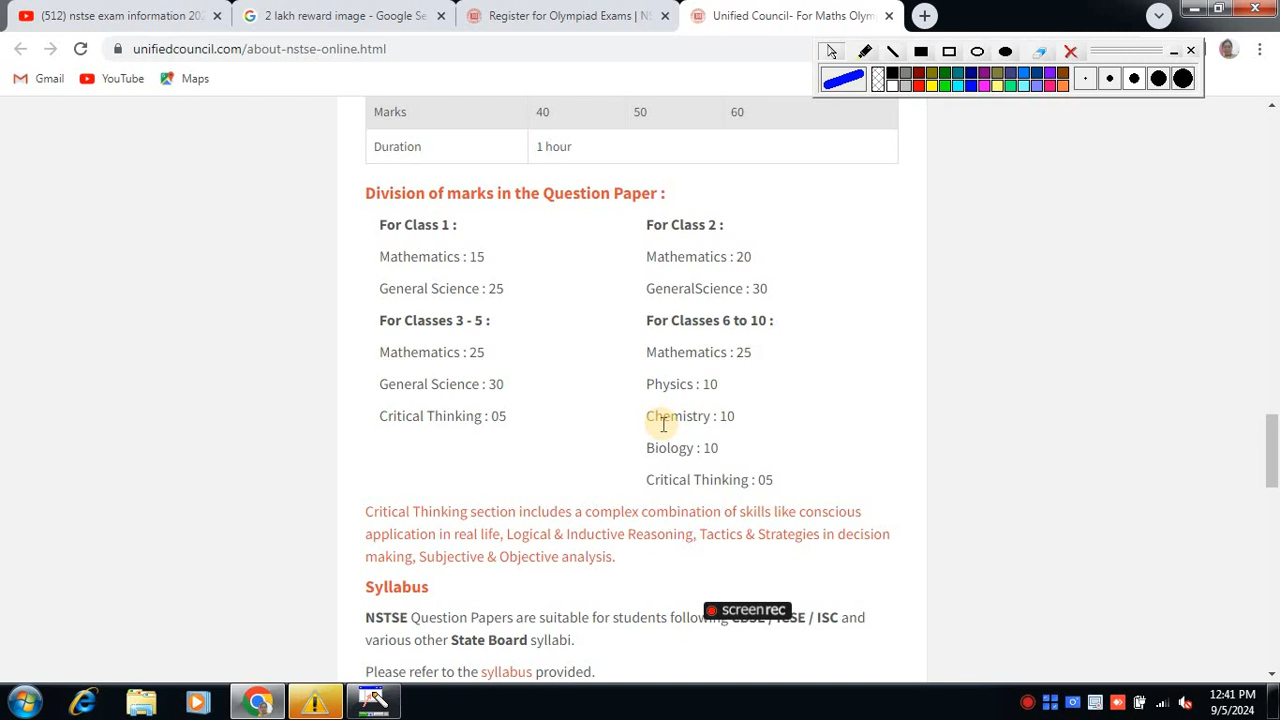 (512) nstse exam information 202
2 lakh reward image - Google Se
Register for Olympiad Exams | NS
Unified Council- For Maths Olym
unifiedcouncil.com/about-nstse-online.html
Gmail
YouTube
Maps
Marks 40 50 60
Duration 1 hour
Division of marks in the Question Paper :
For Class 1 :
Mathematics : 15
General Science : 25
For Class 2 :
Mathematics : 20
GeneralScience : 30
For Classes 3 - 5 :
Mathematics : 25
General Science : 30
Critical Thinking : 05
For Classes 6 to 10 :
Mathematics : 25
Physics : 10
Chemistry : 10
Biology : 10
Critical Thinking : 05
Critical Thinking section includes a complex combination of skills like conscious
application in real life, Logical & Inductive Reasoning, Tactics & Strategies in decision
making, Subjective & Objective analysis.
Syllabus
NSTSE Question Papers are suitable for students following CBSE / ICSE / ISC and
various other State Board syllabi.
Please refer to the syllabus provided.
screenrec
12:41 PM
9/5/2024